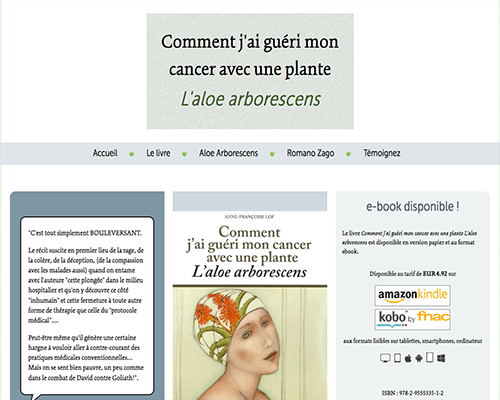 Comment j'ai guéri mon
cancer avec une plante
L'aloe arborescens
Accueil
Le livre
Aloe Arborescens
Romano Zago
Témoignez
"C'est tout simplement BOULEVERSANT.
Le récit suscite en premier lieu de la rage, de
la colère, de la déception, (de la compassion
avec les malades aussi) quand on entame
avec l'auteure "cette plongée" dans le milieu
hospitalier et qu'on y découvre ce côté
"inhumain" et cette fermeture à toute autre
forme de thérapie que celle du "protocole
médical"....
Peut-être même qu'il génère une certaine
hargne à vouloir aller à contre-courant des
pratiques médicales conventionnelles...
Mais on se sent bien pauvre, un peu comme
dans le combat de David contre Goliath!".
ANNE-FRANÇOISE LOF
Comment
j'ai guéri mon cancer
avec une plante
L'aloe arborescens
e-book disponible !
Le livre Comment j'ai guéri mon cancer avec une plante L'aloe
arborescens est disponible en version papier et au format
ebook.
Disponible au tarif de EUR 4.92 sur
amazonkindle
kobo by fnac
aux formats lisibles sur tablettes, smartphones, ordinateur
ISBN : 978-2-9555335-1-2